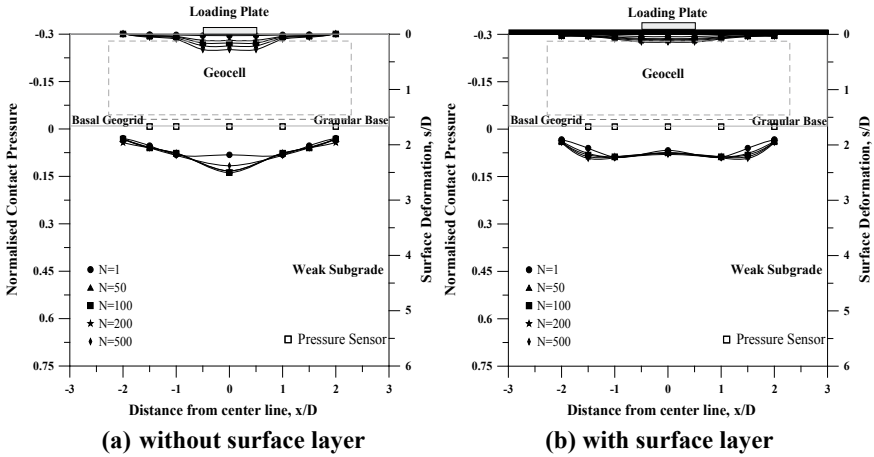 Loading Plate
-0.3
-0.15
0
0.15
0.3
0.45
0.6
0.75
Normalised Contact Pressure
0
1
2
3
4
5
6
Surface Deformation, s/D
Geocell
Basal Geogrid
Granular Base
Weak Subgrade
N=1
N=50
N=100
N=200
N=500
Pressure Sensor
-3 -2 -1 0 1 2 3
Distance from center line, x/D
(a) without surface layer
Loading Plate
-0.3
-0.15
0
0.15
0.3
0.45
0.6
0.75
Normalised Contact Pressure
0
1
2
3
4
5
6
Surface Deformation, s/D
Geocell
Basal Geogrid
Granular Base
Weak Subgrade
N=1
N=50
N=100
N=200
N=500
Pressure Sensor
-3 -2 -1 0 1 2 3
Distance from center line, x/D
(b) with surface layer